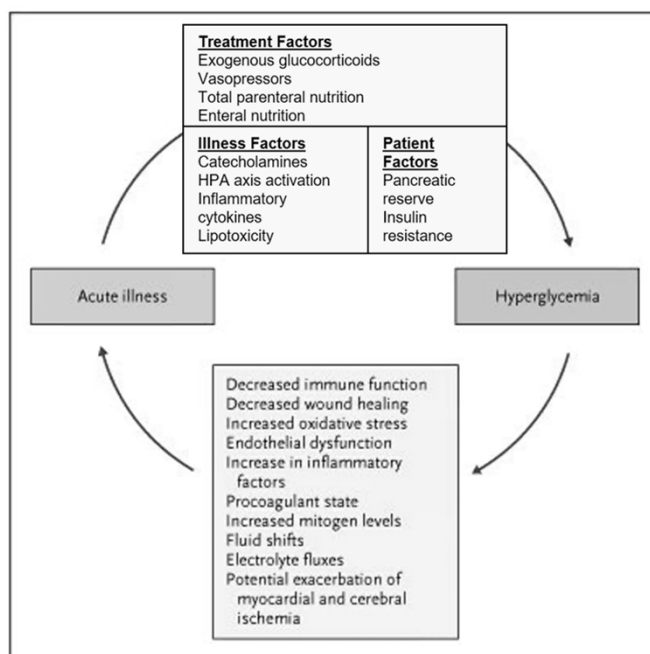 Treatment Factors
Exogenous glucocorticoids
Vasopressors
Total parenteral nutrition
Enteral nutrition
Illness Factors
Catecholamines
HPA axis activation
Inflammatory
cytokines
Lipotoxicity
Patient
Factors
Pancreatic
reserve
Insulin
resistance
Acute illness
Hyperglycemia
Decreased immune function
Decreased wound healing
Increased oxidative stress
Endothelial dysfunction
Increase in inflammatory
factors
Procoagulant state
Increased mitogen levels
Fluid shifts
Electrolyte fluxes
Potential exacerbation of
myocardial and cerebral
ischemia